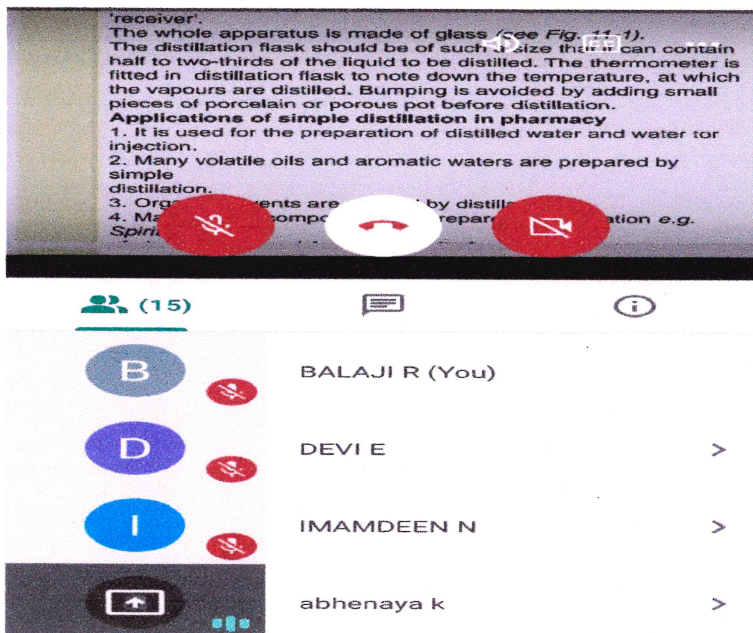 'receiver'.
The whole apparatus is made of glass (see Fig. 11-1).
The distillation flask should be of such size that can contain
half to two-thirds of the liquid to be distilled. The thermometer is
fitted in distillation flask to note down the temperature, at which
the vapours are distilled. Bumping is avoided by adding small
pieces of porcelain or porous pot before distillation.
Applications of simple distillation in pharmacy
1. It is used for the preparation of distilled water and water for
injection.
2. Many volatile oils and aromatic waters are prepared by
simple
distillation.
3. are by
4. e.g.
(15)
B BALAJI R (You)
D DEVI E
I IMAMDEEN N
abhenaya k